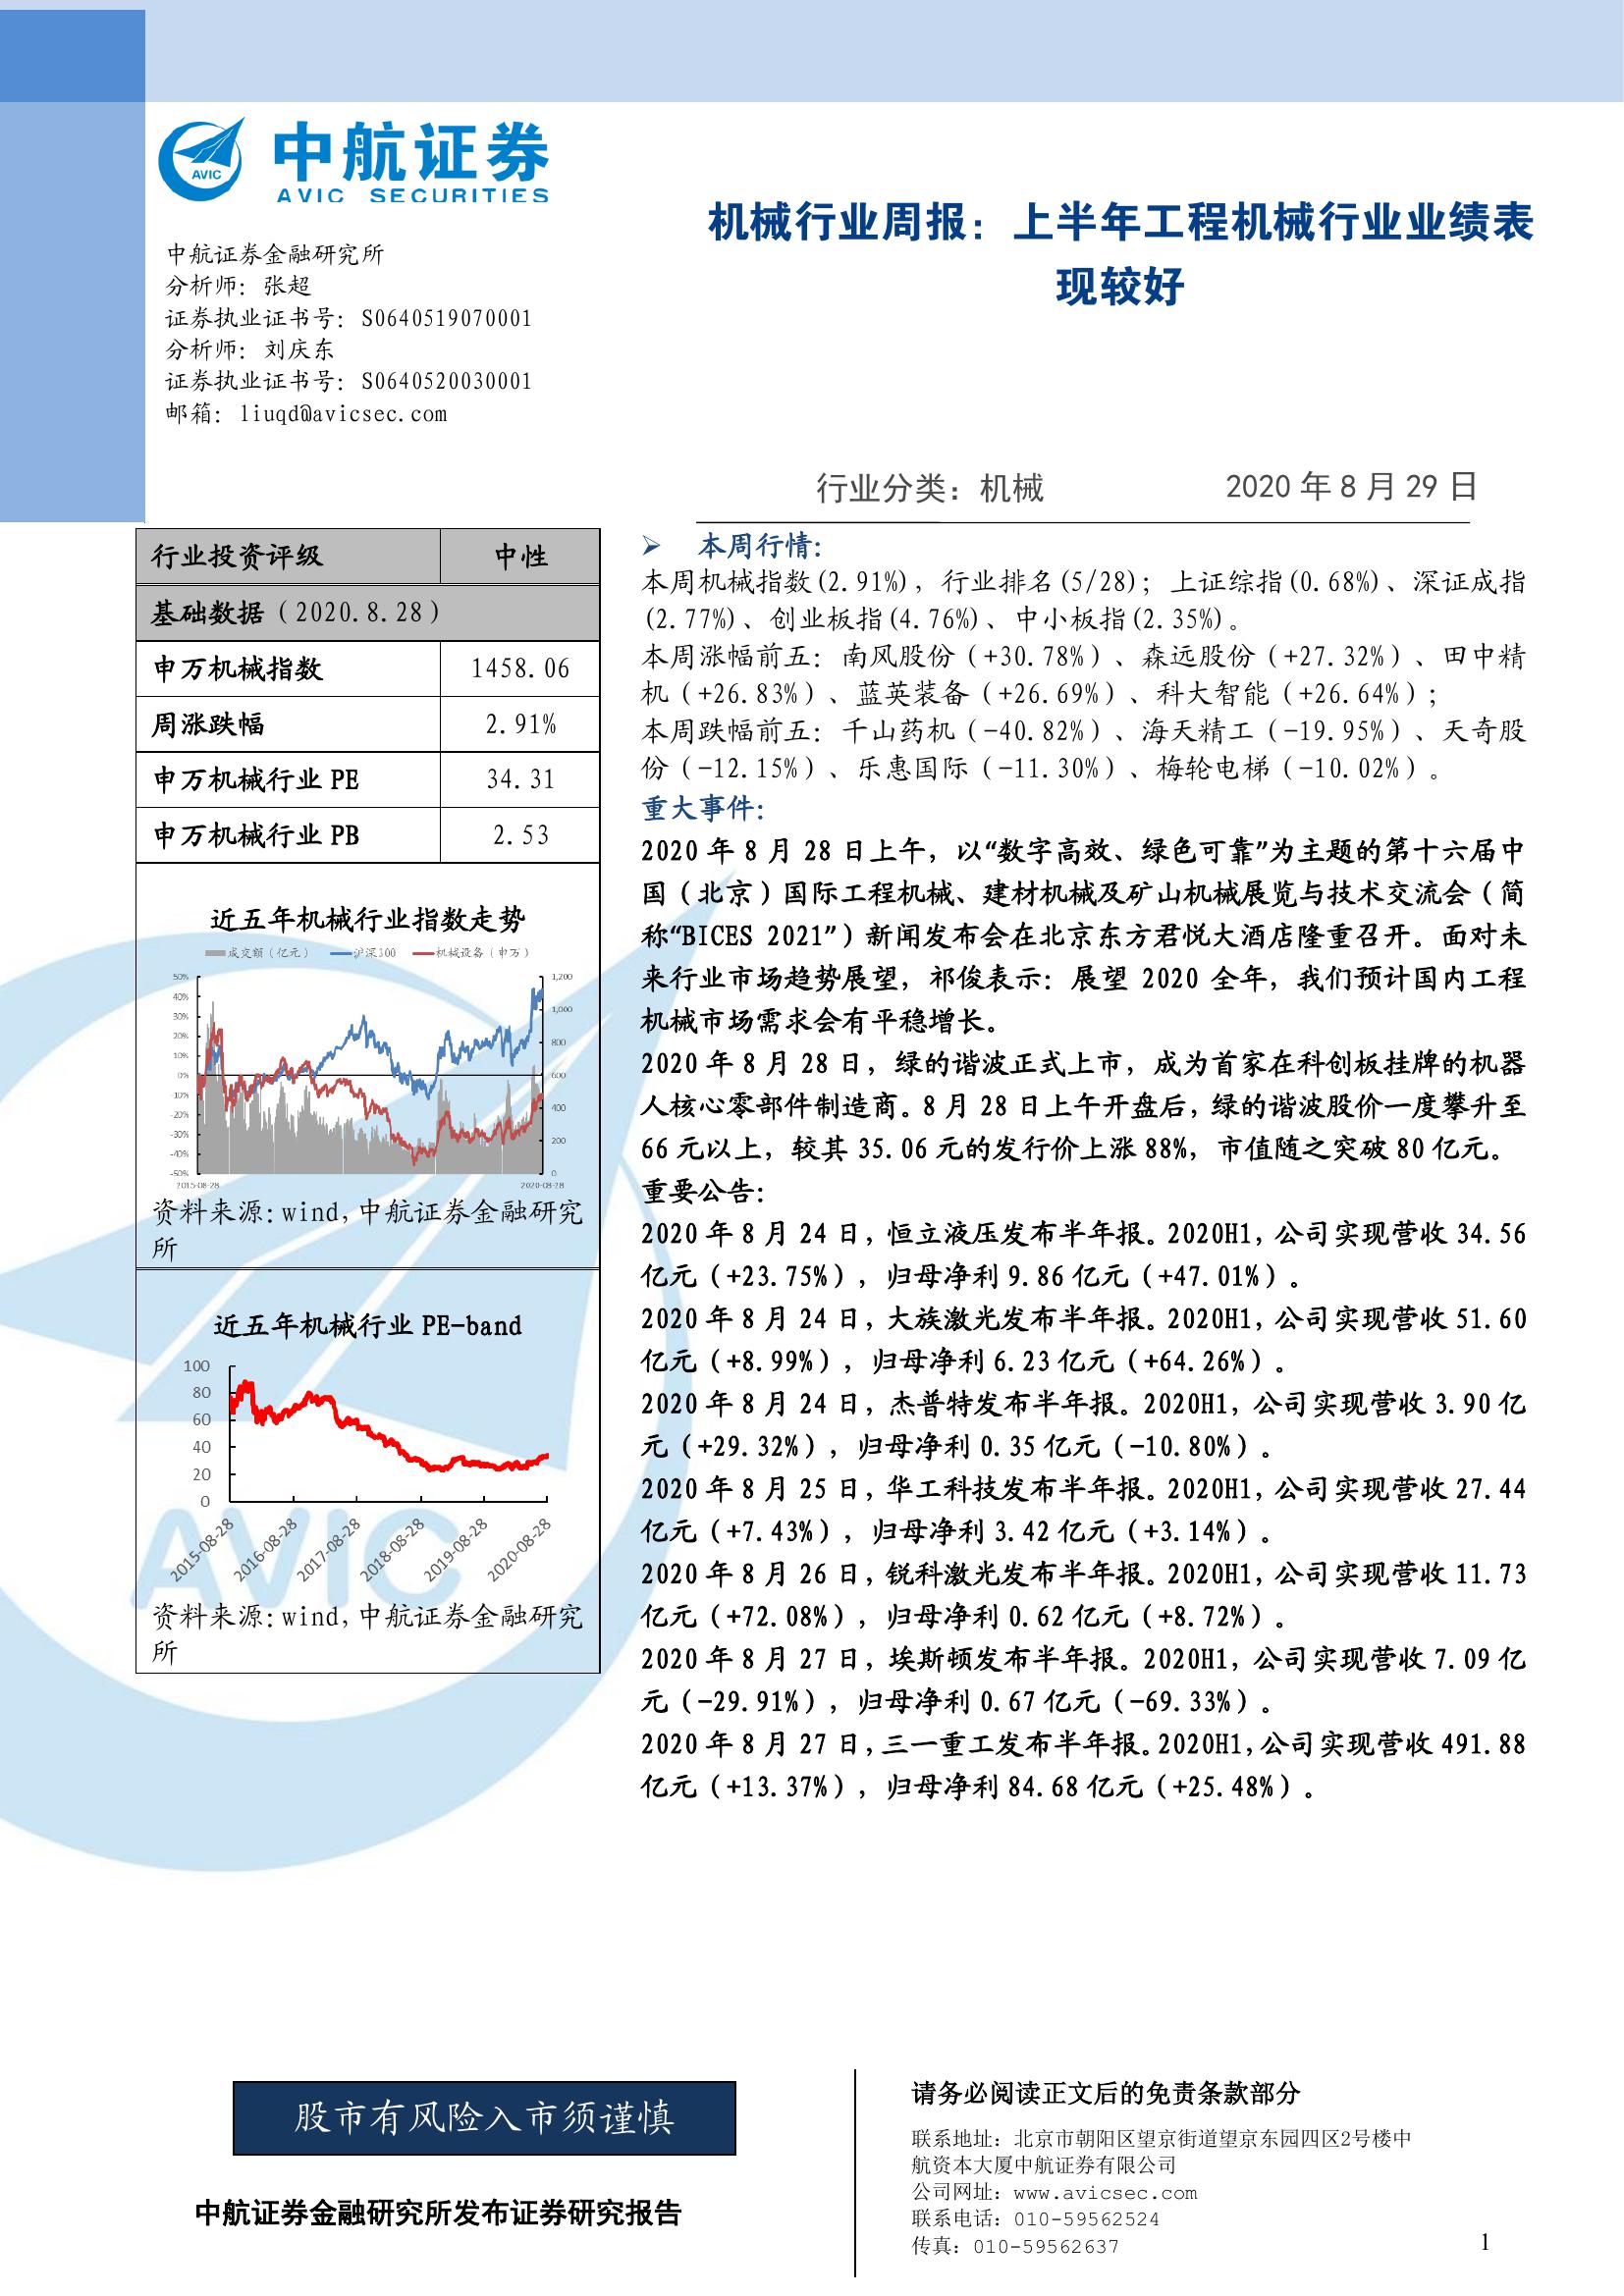 中航证券
AVIC SECURITIES
AVIC
中航证券金融研究所
分析师：张超
证券执业证书号：S0640519070001
分析师：刘庆东
证券执业证书号：S0640520030001
邮箱：liuqd@avicsec.com
机械行业周报：上半年工程机械行业业绩表
现较好
行业分类：机械 2020 年 8 月 29 日
行业投资评级 中性
基础数据（2020.8.28）
申万机械指数 1458.06
周涨跌幅 2.91%
申万机械行业 PE 34.31
申万机械行业 PB 2.53
近五年机械行业指数走势
成交额（亿元） 沪深300 机械设备（申万）
50% 1,200
40%
30% 1,000
20% 800
10%
0% 600
-10%
-20% 400
-30% 200
-40%
-50% 0
2015-08-28 2020-08-28
资料来源:wind,中航证券金融研究
所
近五年机械行业 PE-band
100
80
60
40
20
0
2015-08-28 2016-08-28 2017-08-28 2018-08-28 2019-08-28 2020-08-28
AVIC
资料来源:wind,中航证券金融研究
所
➢ 本周行情：
本周机械指数(2.91%)，行业排名(5/28)；上证综指(0.68%)、深证成指
(2.77%)、创业板指(4.76%)、中小板指(2.35%)。
本周涨幅前五：南风股份（+30.78%）、森远股份（+27.32%）、田中精
机（+26.83%）、蓝英装备（+26.69%）、科大智能（+26.64%）；
本周跌幅前五：千山药机（-40.82%）、海天精工（-19.95%）、天奇股
份（-12.15%）、乐惠国际（-11.30%）、梅轮电梯（-10.02%）。
重大事件：
2020 年 8 月 28 日上午，以“数字高效、绿色可靠”为主题的第十六届中
国（北京）国际工程机械、建材机械及矿山机械展览与技术交流会（简
称“BICES 2021”）新闻发布会在北京东方君悦大酒店隆重召开。面对未
来行业市场趋势展望，祁俊表示：展望 2020 全年，我们预计国内工程
机械市场需求会有平稳增长。
2020 年 8 月 28 日，绿的谐波正式上市，成为首家在科创板挂牌的机器
人核心零部件制造商。8 月 28 日上午开盘后，绿的谐波股价一度攀升至
66 元以上，较其 35.06 元的发行价上涨 88%，市值随之突破 80 亿元。
重要公告：
2020 年 8 月 24 日，恒立液压发布半年报。2020H1，公司实现营收 34.56
亿元（+23.75%），归母净利 9.86 亿元（+47.01%）。
2020 年 8 月 24 日，大族激光发布半年报。2020H1，公司实现营收 51.60
亿元（+8.99%），归母净利 6.23 亿元（+64.26%）。
2020 年 8 月 24 日，杰普特发布半年报。2020H1，公司实现营收 3.90 亿
元（+29.32%），归母净利 0.35 亿元（-10.80%）。
2020 年 8 月 25 日，华工科技发布半年报。2020H1，公司实现营收 27.44
亿元（+7.43%），归母净利 3.42 亿元（+3.14%）。
2020 年 8 月 26 日，锐科激光发布半年报。2020H1，公司实现营收 11.73
亿元（+72.08%），归母净利 0.62 亿元（+8.72%）。
2020 年 8 月 27 日，埃斯顿发布半年报。2020H1，公司实现营收 7.09 亿
元（-29.91%），归母净利 0.67 亿元（-69.33%）。
2020 年 8 月 27 日，三一重工发布半年报。2020H1，公司实现营收 491.88
亿元（+13.37%），归母净利 84.68 亿元（+25.48%）。
股市有风险入市须谨慎
中航证券金融研究所发布证券研究报告
请务必阅读正文后的免责条款部分
联系地址：北京市朝阳区望京街道望京东园四区2号楼中
航资本大厦中航证券有限公司
公司网址：www.avicsec.com
联系电话：010-59562524
传真：010-59562637
1